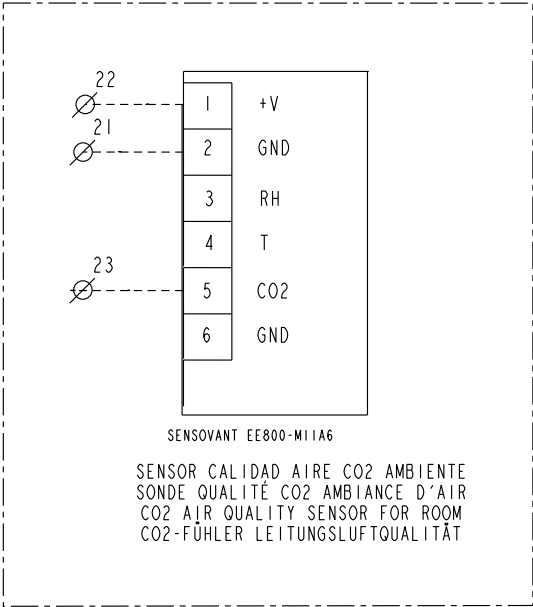 22
1 +V
21
2 GND
3 RH
4 T
23
5 CO2
6 GND
SENSOVANT EE800-M11A6
SENSOR CALIDAD AIRE CO2 AMBIENTE
SONDE QUALITÉ CO2 AMBIANCE D'AIR
CO2 AIR QUALITY SENSOR FOR ROOM
CO2-FÜHLER LEITUNGSLUFTQUALITÄT